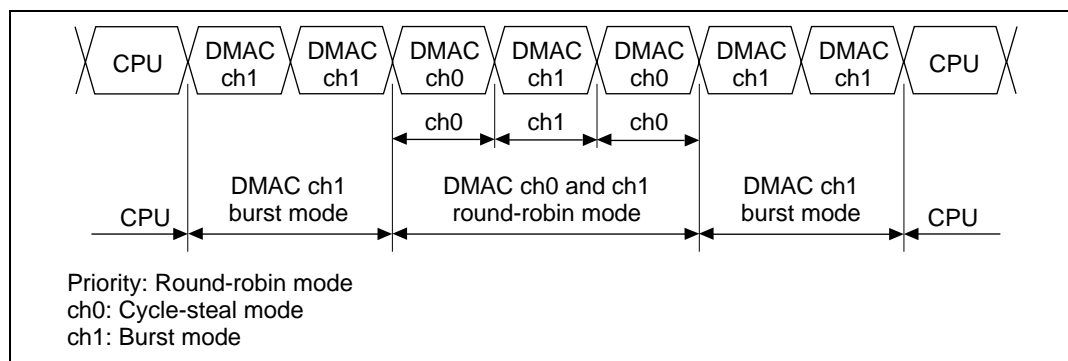 CPU DMAC ch1 DMAC ch1 DMAC ch0 DMAC ch1 DMAC ch0 DMAC ch1 DMAC ch1 CPU
ch0 ch1 ch0
CPU
DMAC ch1
burst mode
DMAC ch0 and ch1
round-robin mode
DMAC ch1
burst mode
CPU
Priority: Round-robin mode
ch0: Cycle-steal mode
ch1: Burst mode